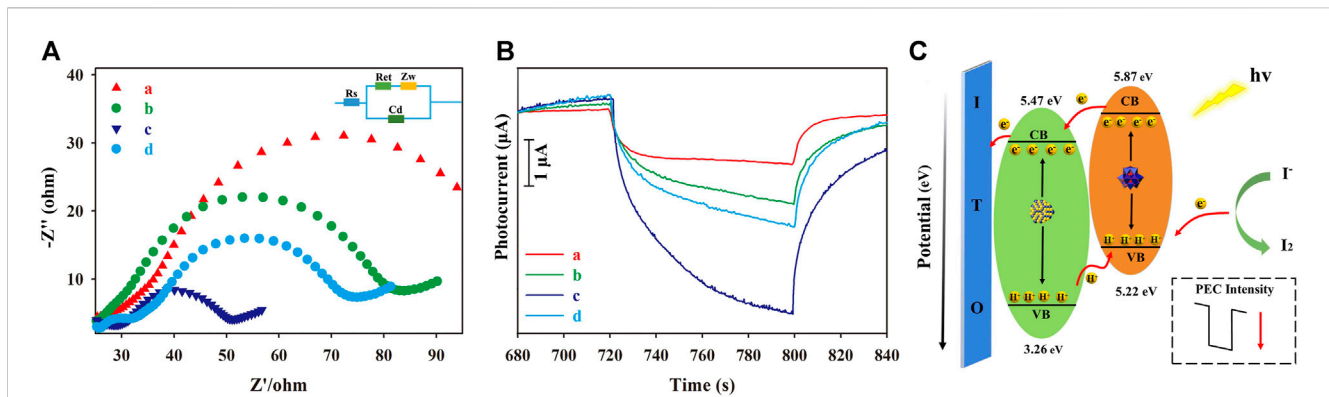 A
41
30
20
10
-Z'' (ohm)
30 40 50 60 70 80 90
Z'/ohm
a
b
c
d
Rs
Ret
Zw
Cd
B
Photocurrent (μA)
1 μA
a
b
c
d
680 700 720 740 760 780 800 820 840
Time (s)
C
Potential(eV)
I
T
O
5.47 eV
CB
e- e- e- e-
H+ H+ H+ H+
VB
3.26 eV
5.87 eV
CB
e- e- e- e-
H+ H+ H+ H+
VB
5.22 eV
e-
e-
H+
e-
hν
I-
I2
PEC Intensity